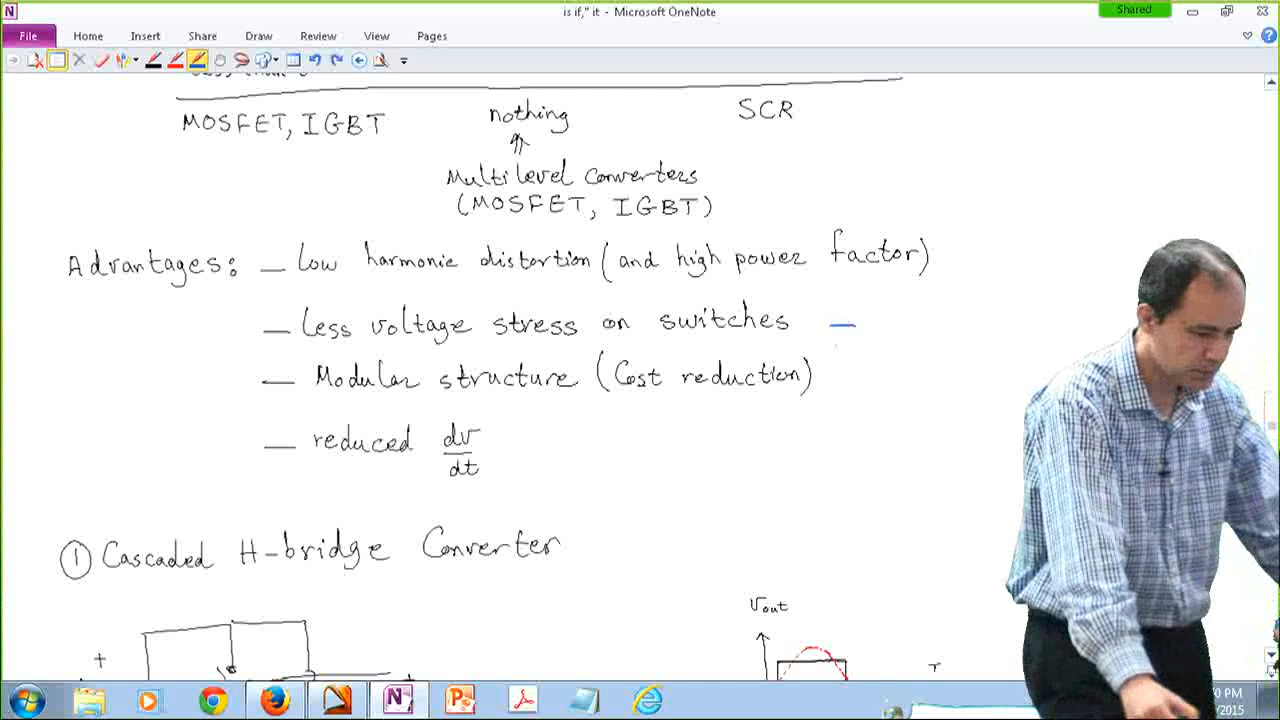 is if," it - Microsoft OneNote
Shared
File Home Insert Share Draw Review View Pages
MOSFET, IGBT nothing SCR
Multilevel Converters
(MOSFET, IGBT)
Advantages: — Low harmonic distortion (and high power factor)
— Less voltage stress on switches —
— Modular structure (Cost reduction)
— reduced dv/dt
① Cascaded H-bridge Converter
Vout
+
PM
2015